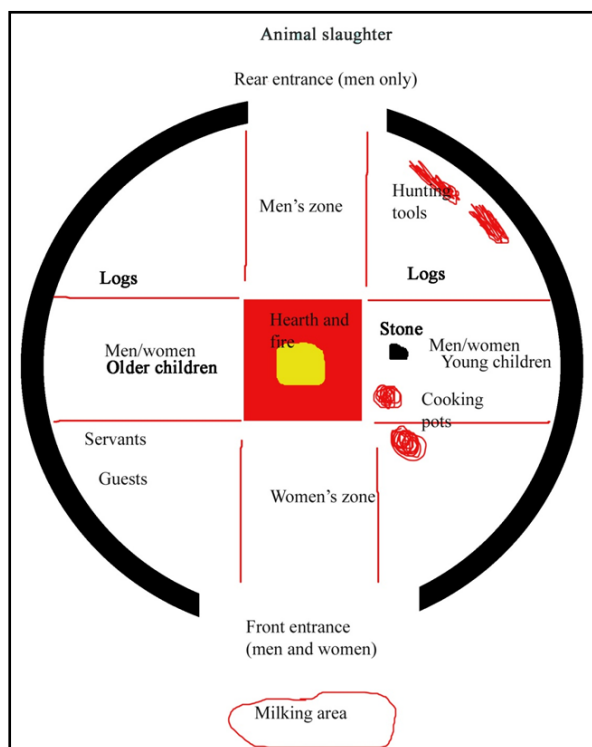 Animal slaughter
Rear entrance (men only)
Hunting
tools
Men’s zone
Logs
Logs
Hearth and
fire
Stone
Men/women
Older children
Men/women
Young children
Cooking
pots
Servants
Guests
Women’s zone
Front entrance
(men and women)
Milking area